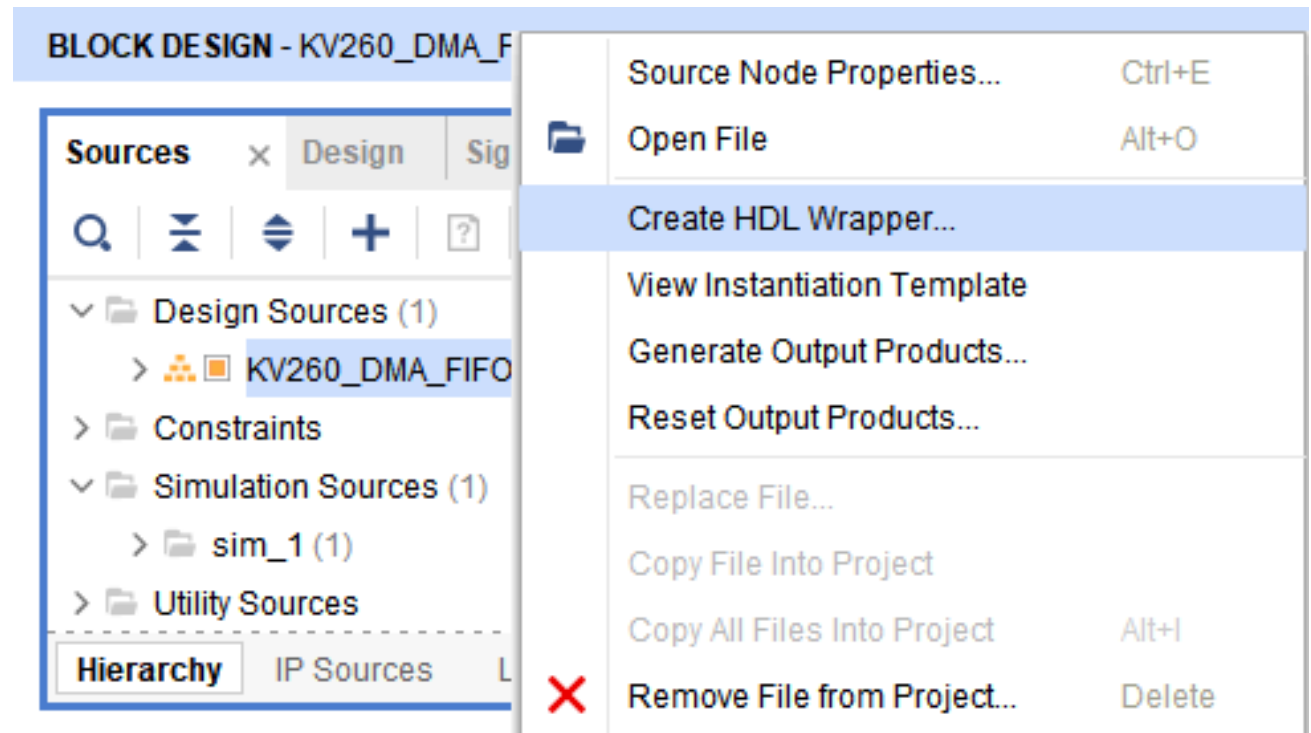 BLOCK DESIGN - KV260_DMA_F
Sources × Design Sig
Design Sources (1)
KV260_DMA_FIFO
Constraints
Simulation Sources (1)
sim_1 (1)
Utility Sources
Hierarchy IP Sources L
Source Node Properties... Ctrl+E
Open File Alt+O
Create HDL Wrapper...
View Instantiation Template
Generate Output Products...
Reset Output Products...
Replace File...
Copy File Into Project
Copy All Files Into Project Alt+I
Remove File from Project... Delete